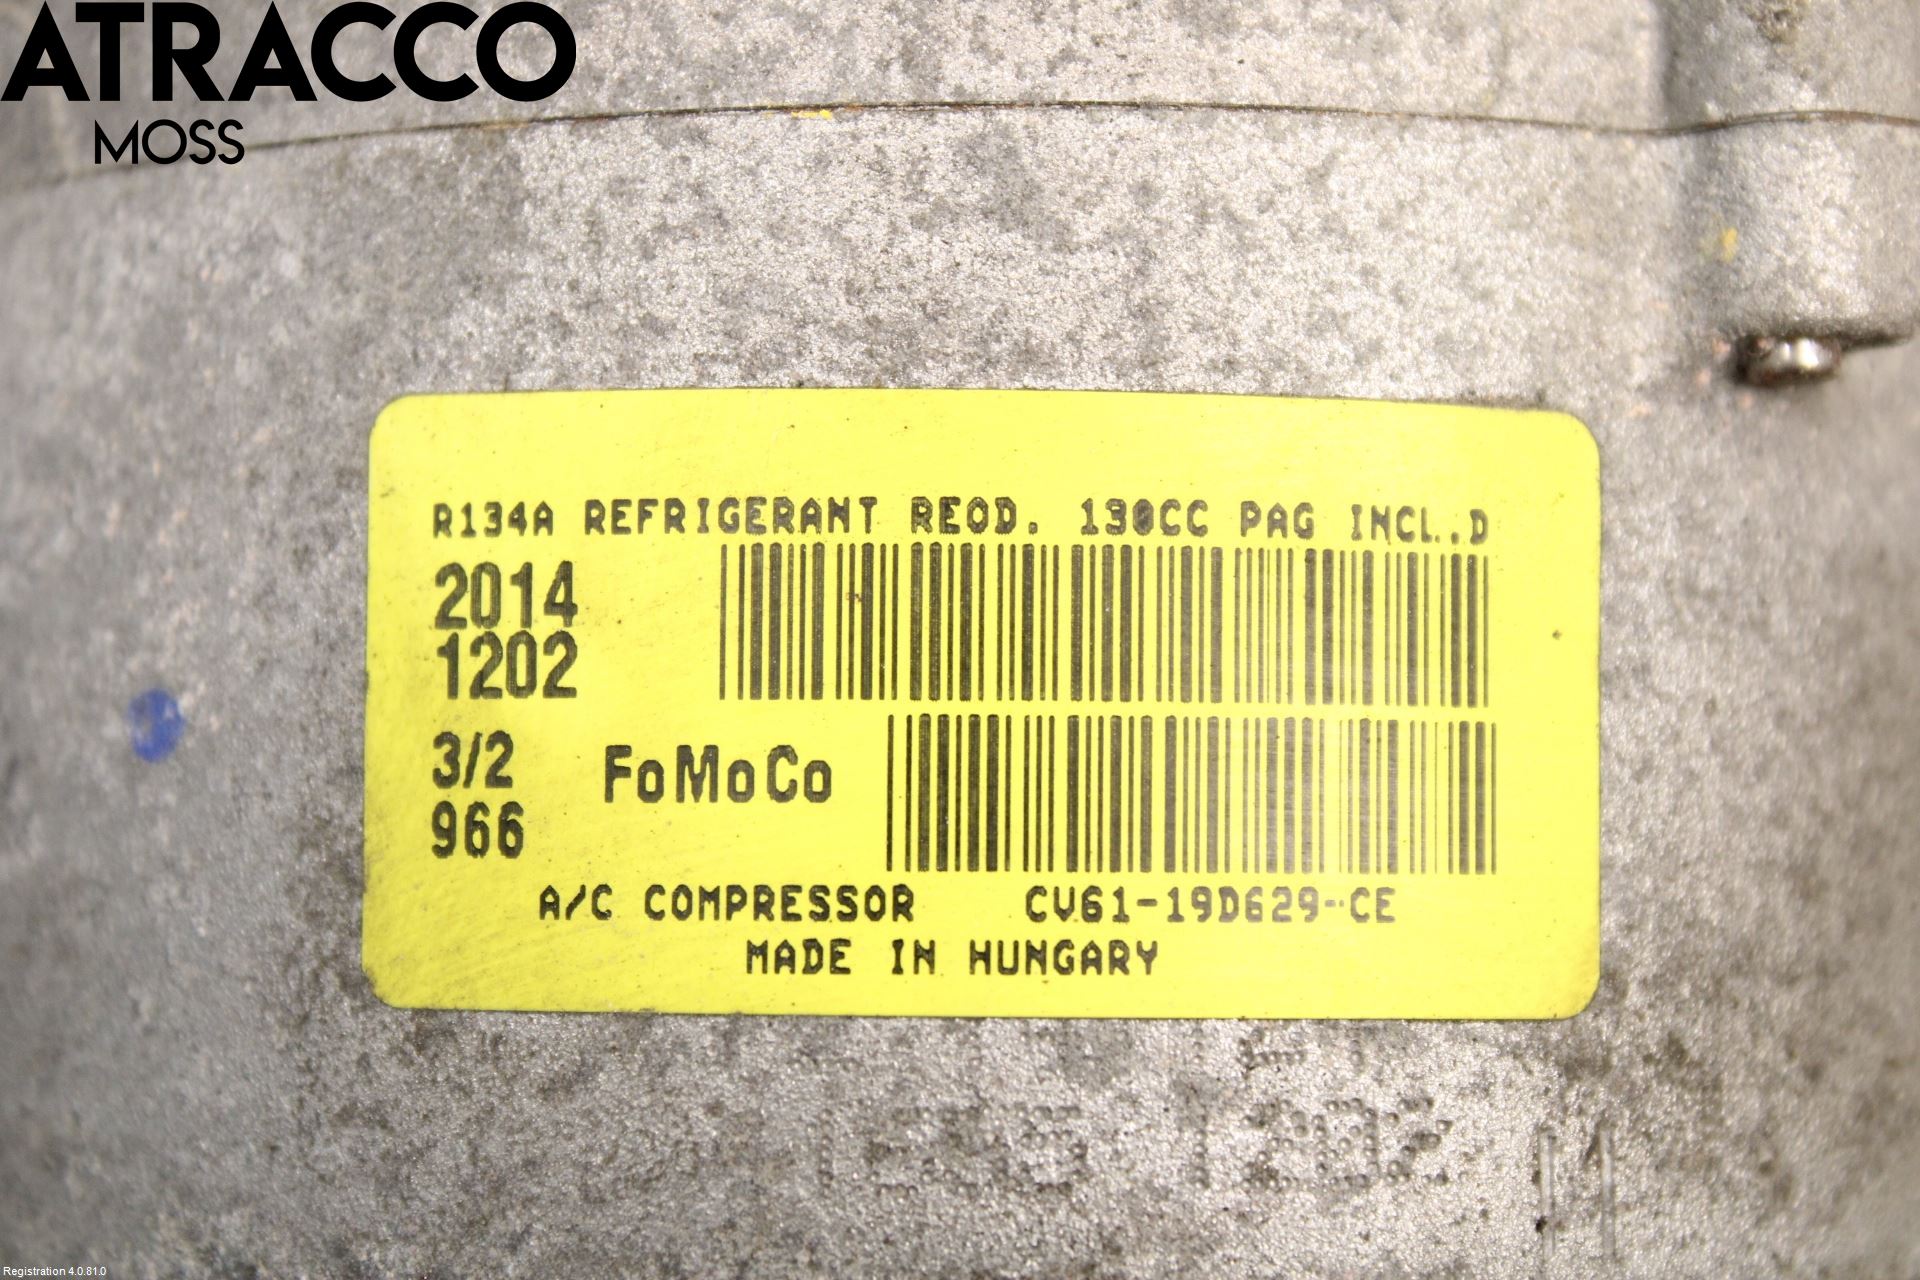 ATRACCO
MOSS
R134A REFRIGERANT REOD. 130CC PAG INCL..D
2014
1202
3/2
966
FoMoCo
A/C COMPRESSOR CV61-19D629-CE
MADE IN HUNGARY
Registration 4.0.81.0